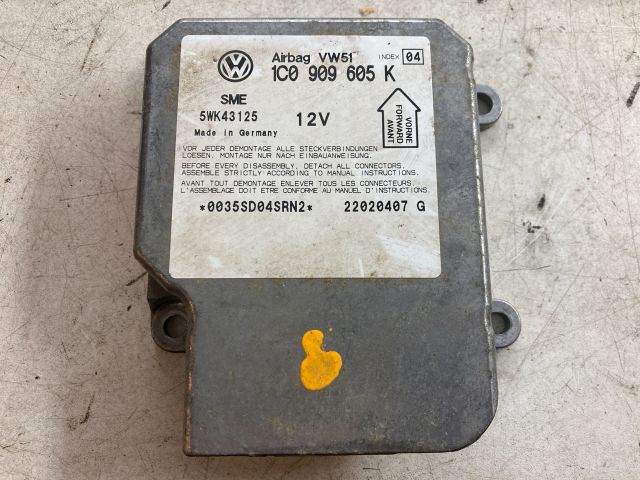 Airbag VW51 INDEX 04
1C0 909 605 K
SME
5WK43125 12V
Made in Germany
VORNE
FORWARD
AVANT
VOR JEDER DEMONTAGE ALLE STECKVERBINDUNGEN
LOESEN. MONTAGE NUR NACH EINBAUANWEISUNG.
BEFORE EVERY DISASSEMBLY, DETACH ALL CONNECTORS.
ASSEMBLE STRICTLY ACCORDING TO MANUAL INSTRUCTIONS.
AVANT TOUT DEMONTAGE ENLEVER TOUS LES CONNECTEURS.
L'ASSEMBLAGE DOIT ETRE CONFORME AU MANUEL D'INSTRUCTIONS.
*0035SD04SRN2* 22020407 G